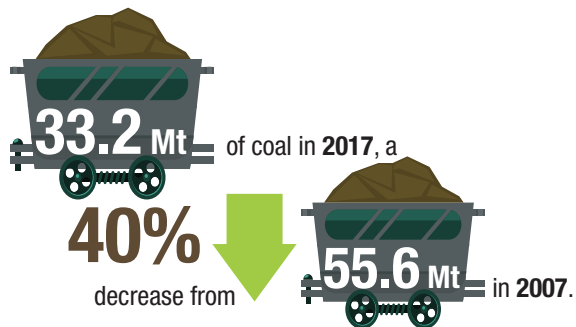 33.2 Mt of coal in 2017, a
40%
decrease from
55.6 Mt in 2007.